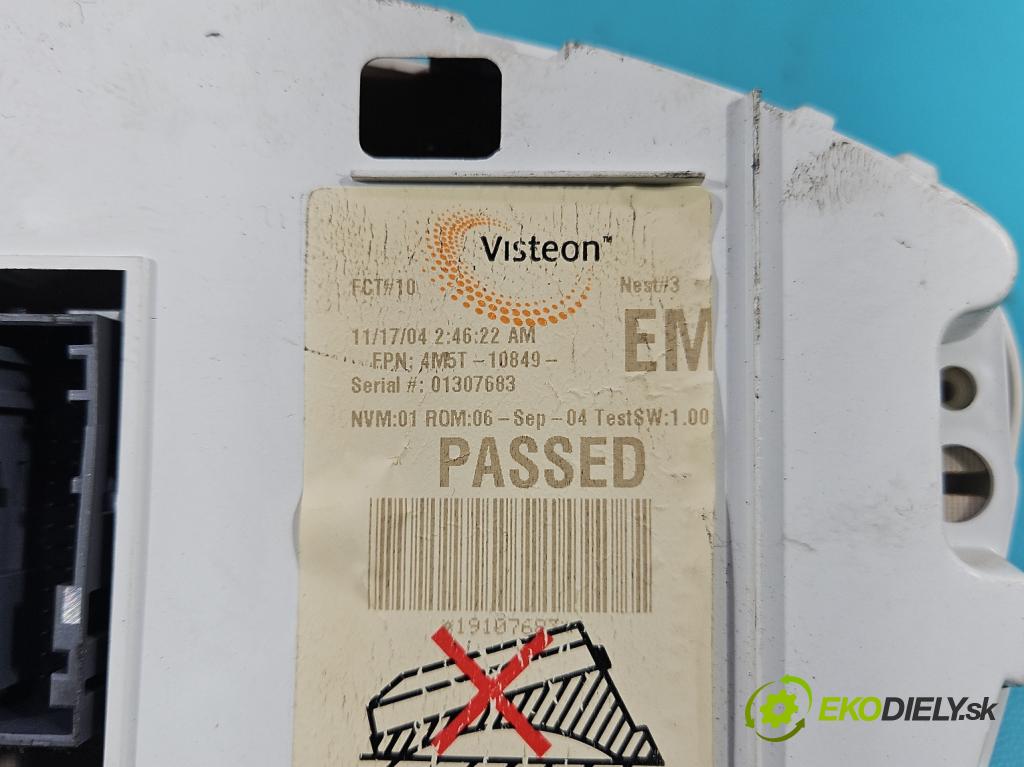 Visteon™
FCT#10 Nest#3
11/17/04 2:46:22 AM EM
FPN: 4M5T-10849-
Serial #: 01307683
NVM:01 ROM:06-Sep-04 TestSW:1.00
PASSED
EKODIELY.sk